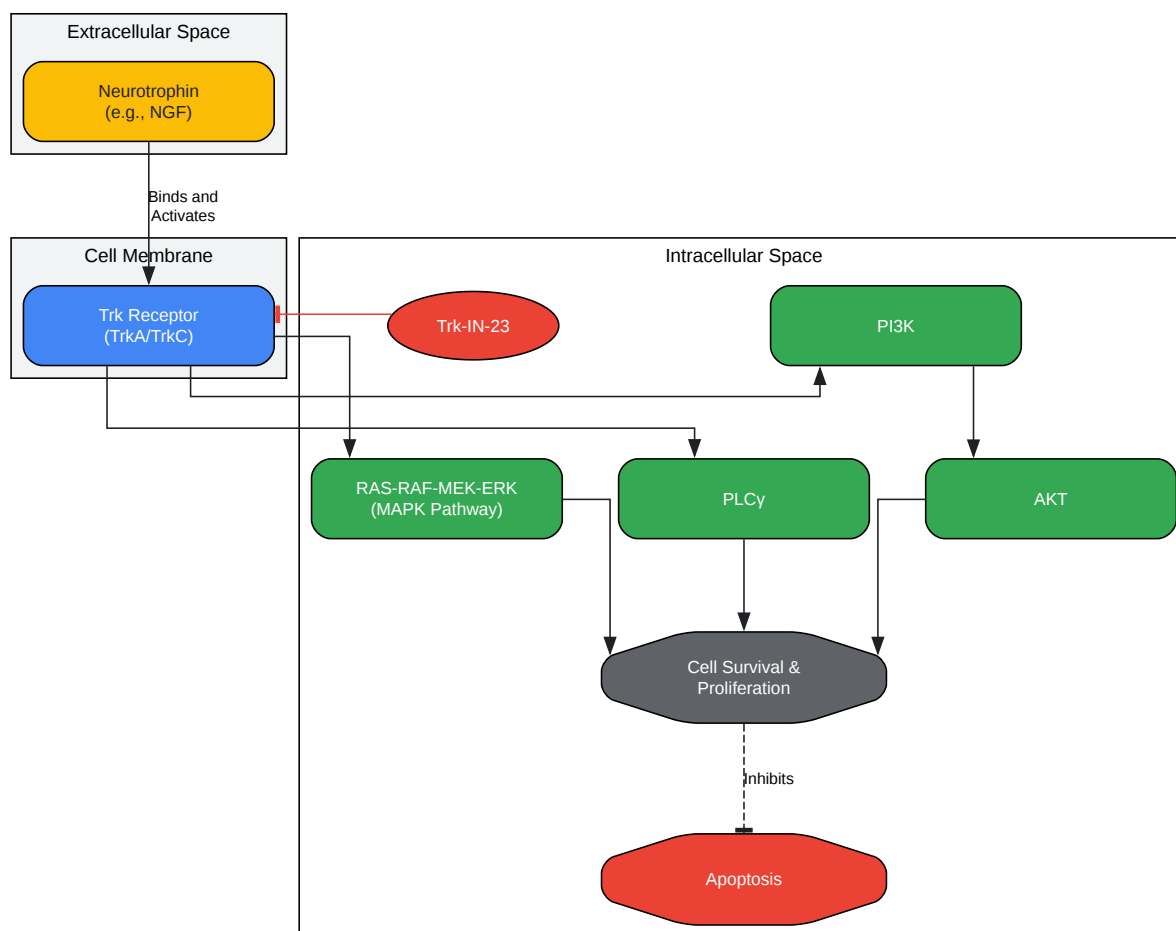 Extracellular Space
Neurotrophin
(e.g., NGF)
Binds and
Activates
Cell Membrane
Intracellular Space
Trk Receptor
(TrkA/TrkC)
Trk-IN-23
PI3K
RAS-RAF-MEK-ERK
(MAPK Pathway)
PLCγ
AKT
Cell Survival &
Proliferation
Inhibits
Apoptosis